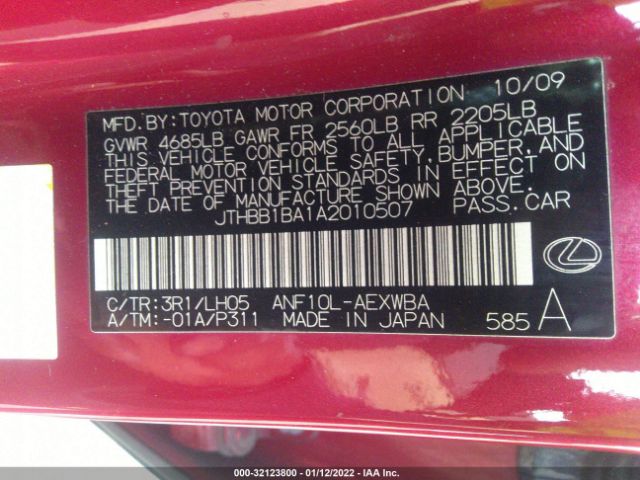 MFD.BY:TOYOTA MOTOR CORPORATION 10/09
GVWR 4685LB GAWR FR 2560LB RR 2205LB
THIS VEHICLE CONFORMS TO ALL APPLICABLE
FEDERAL MOTOR VEHICLE SAFETY,BUMPER,AND
THEFT PREVENTION STANDARDS IN EFFECT ON
THE DATE OF MANUFACTURE SHOWN ABOVE.
JTHBB1BA1A2010507 PASS.CAR
C/TR:3R1/LH05 ANF10L-AEXWBA
A/TM:-01A/P311 MADE IN JAPAN 585 A
000-32123800 - 01/12/2022 - IAA Inc.